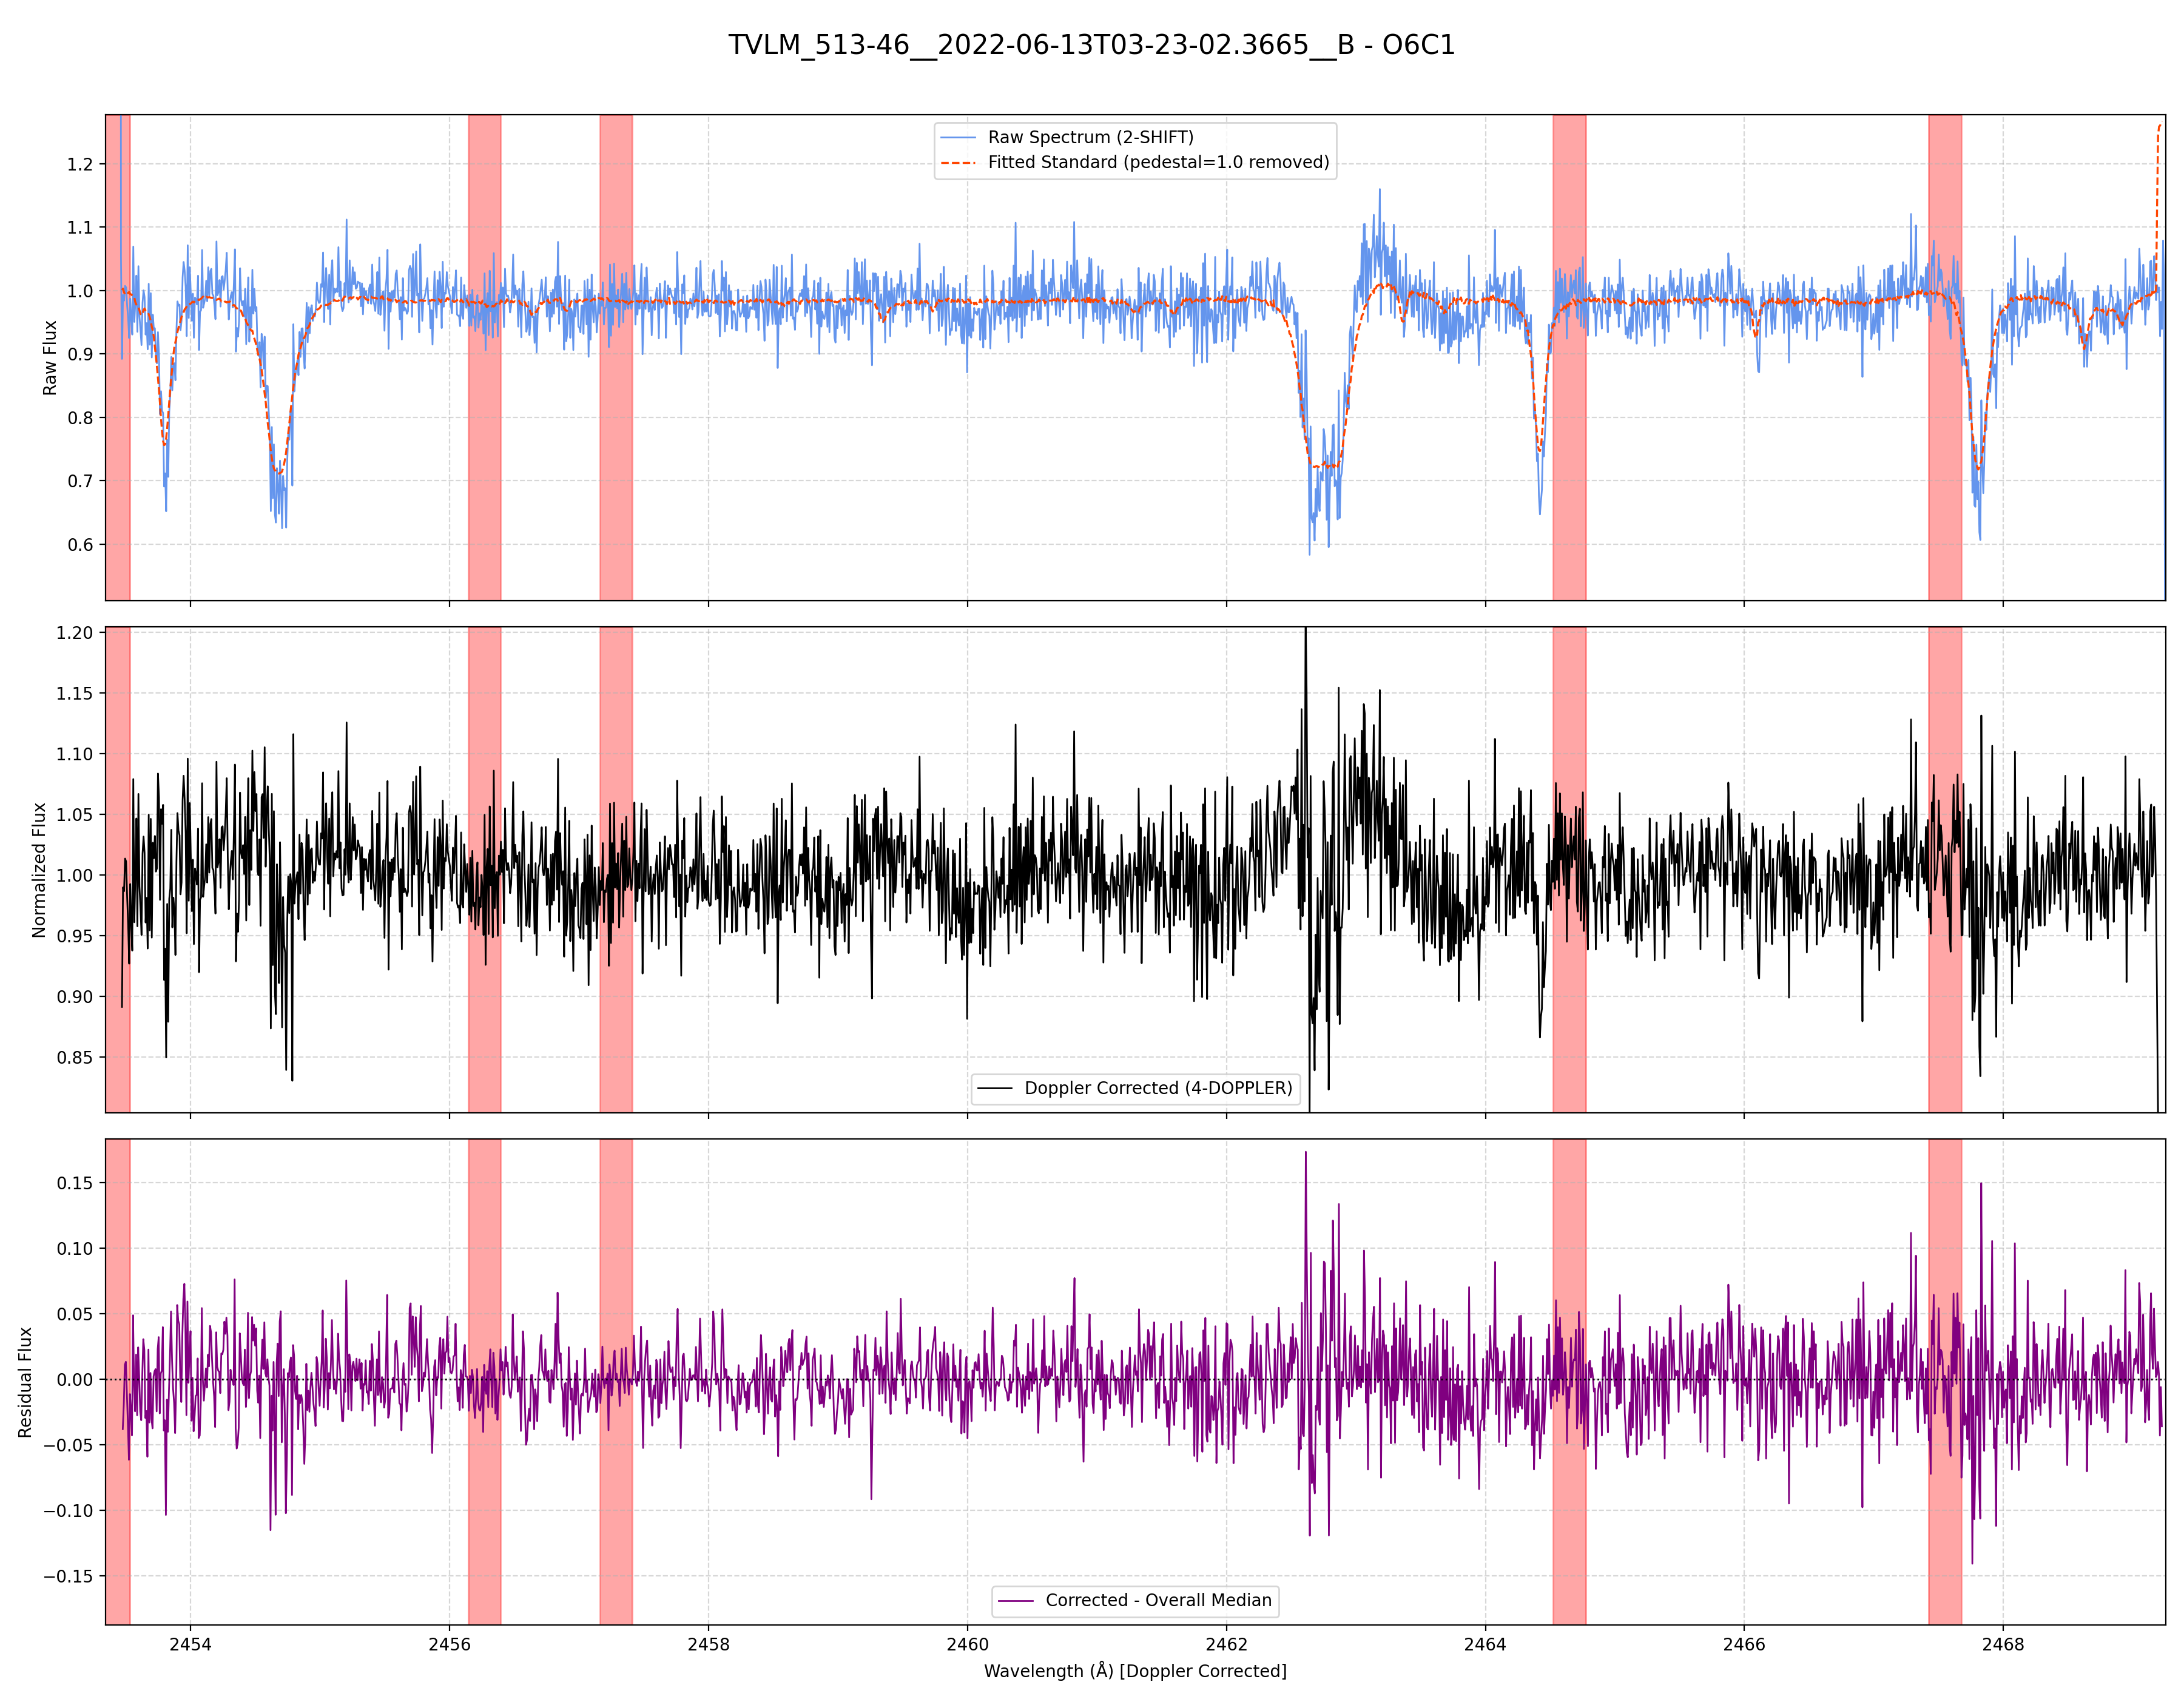 TVLM_513-46__2022-06-13T03-23-02.3665__B - O6C1
Raw Flux
1.2
1.1
1.0
0.9
0.8
0.7
0.6
Raw Spectrum (2-SHIFT)
Fitted Standard (pedestal=1.0 removed)
Normalized Flux
1.20
1.15
1.10
1.05
1.00
0.95
0.90
0.85
Doppler Corrected (4-DOPPLER)
Residual Flux
0.15
0.10
0.05
0.00
−0.05
−0.10
−0.15
Corrected - Overall Median
2454 2456 2458 2460 2462 2464 2466 2468
Wavelength (Å) [Doppler Corrected]